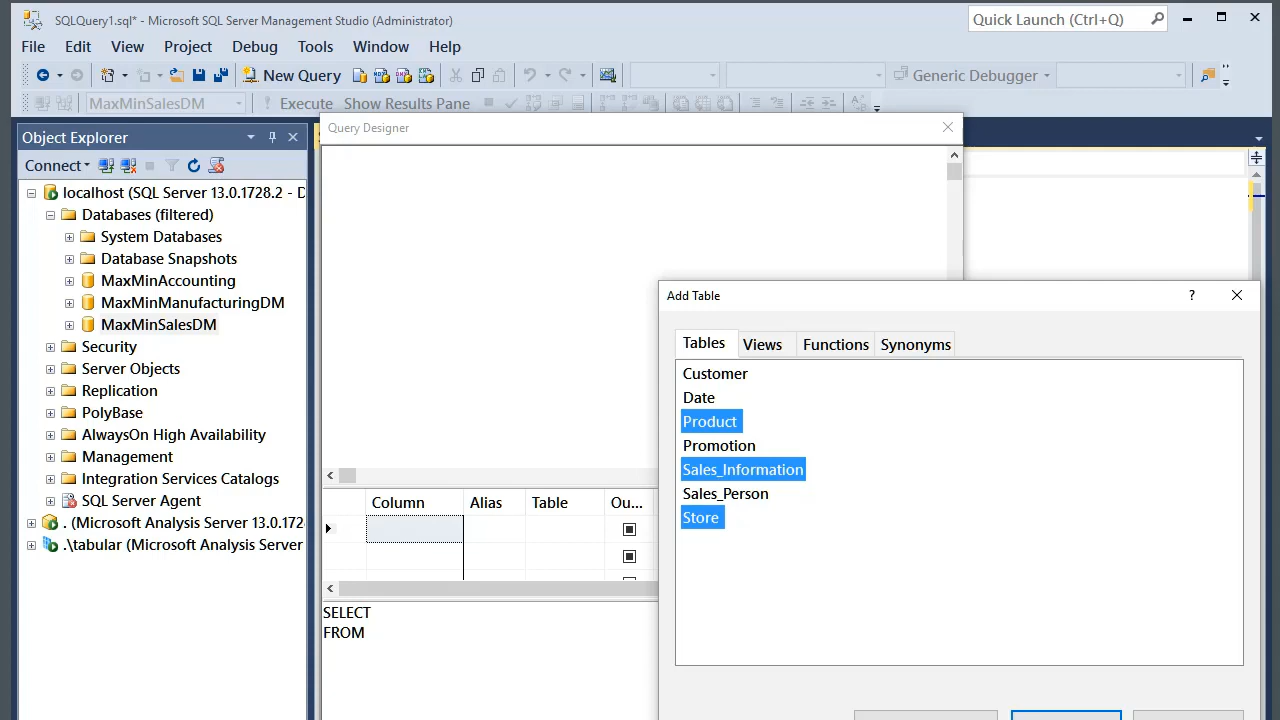 SQLQuery1.sql* - Microsoft SQL Server Management Studio (Administrator)
Quick Launch (Ctrl+Q)
File Edit View Project Debug Tools Window Help
New Query
Generic Debugger
MaxMinSalesDM
Execute Show Results Pane
Object Explorer
Query Designer
Connect
localhost (SQL Server 13.0.1728.2 - D
Databases (filtered)
System Databases
Database Snapshots
MaxMinAccounting
MaxMinManufacturingDM
MaxMinSalesDM
Security
Server Objects
Replication
PolyBase
AlwaysOn High Availability
Management
Integration Services Catalogs
SQL Server Agent
. (Microsoft Analysis Server 13.0.172
.\tabular (Microsoft Analysis Server
Column Alias Table Ou...
SELECT
FROM
Add Table
Tables Views Functions Synonyms
Customer
Date
Product
Promotion
Sales_Information
Sales_Person
Store